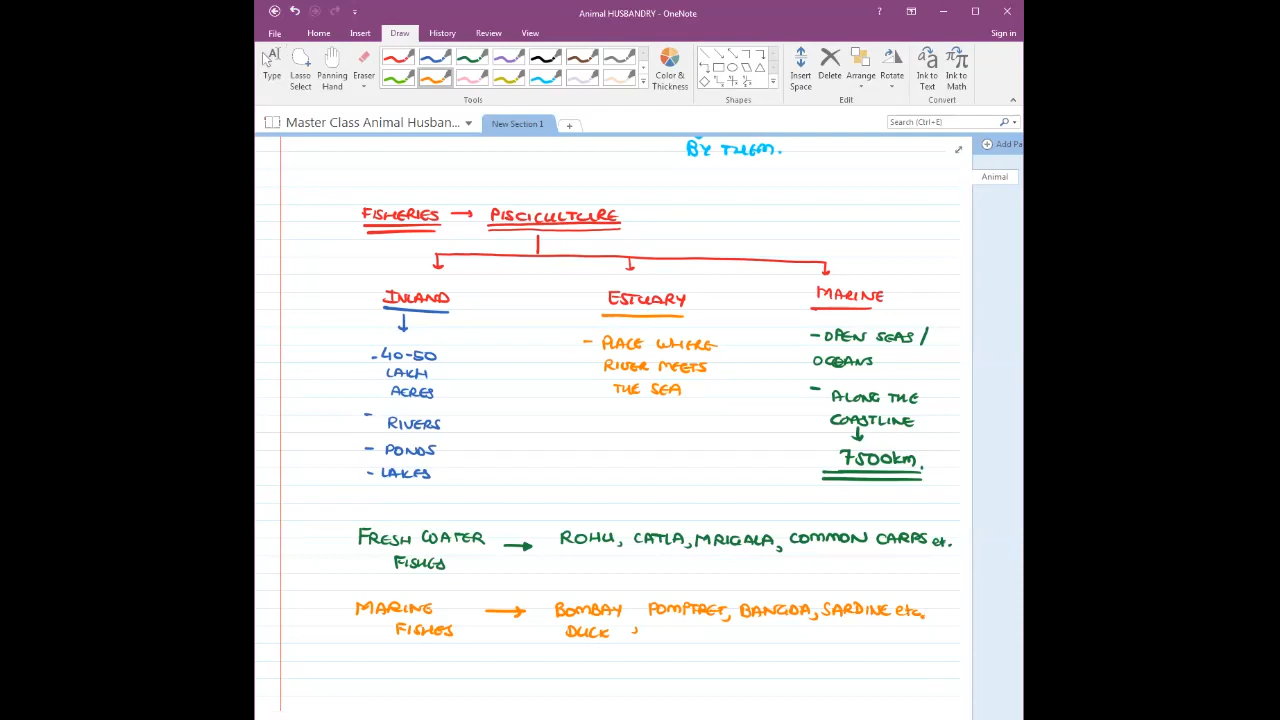 Animal HUSBANDRY - OneNote
File Home Insert Draw History Review View Sign in
Type Lasso Select Panning Hand Eraser Color & Thickness Insert Space Delete Arrange Rotate Ink to Text Ink to Math
Tools Shapes Edit Convert
Master Class Animal Husban... New Section 1 Search (Ctrl+E)
Add Pa
Animal
BY THEM.
FISHERIES → PISCICULTURE
INLAND ESTUARY MARINE
- 40-50 LAKH ACRES
- RIVERS
- PONDS
- LAKES
- PLACE WHERE
RIVER MEETS
THE SEA
- OPEN SEAS /
OCEANS
- ALONG THE
COASTLINE
7500km.
FRESH WATER FISHES → ROHU, CATLA, MRIGALA, COMMON CARPS etc.
MARINE FISHES → BOMBAY DUCK, POMPTRET, BANGDA, SARDINE etc.